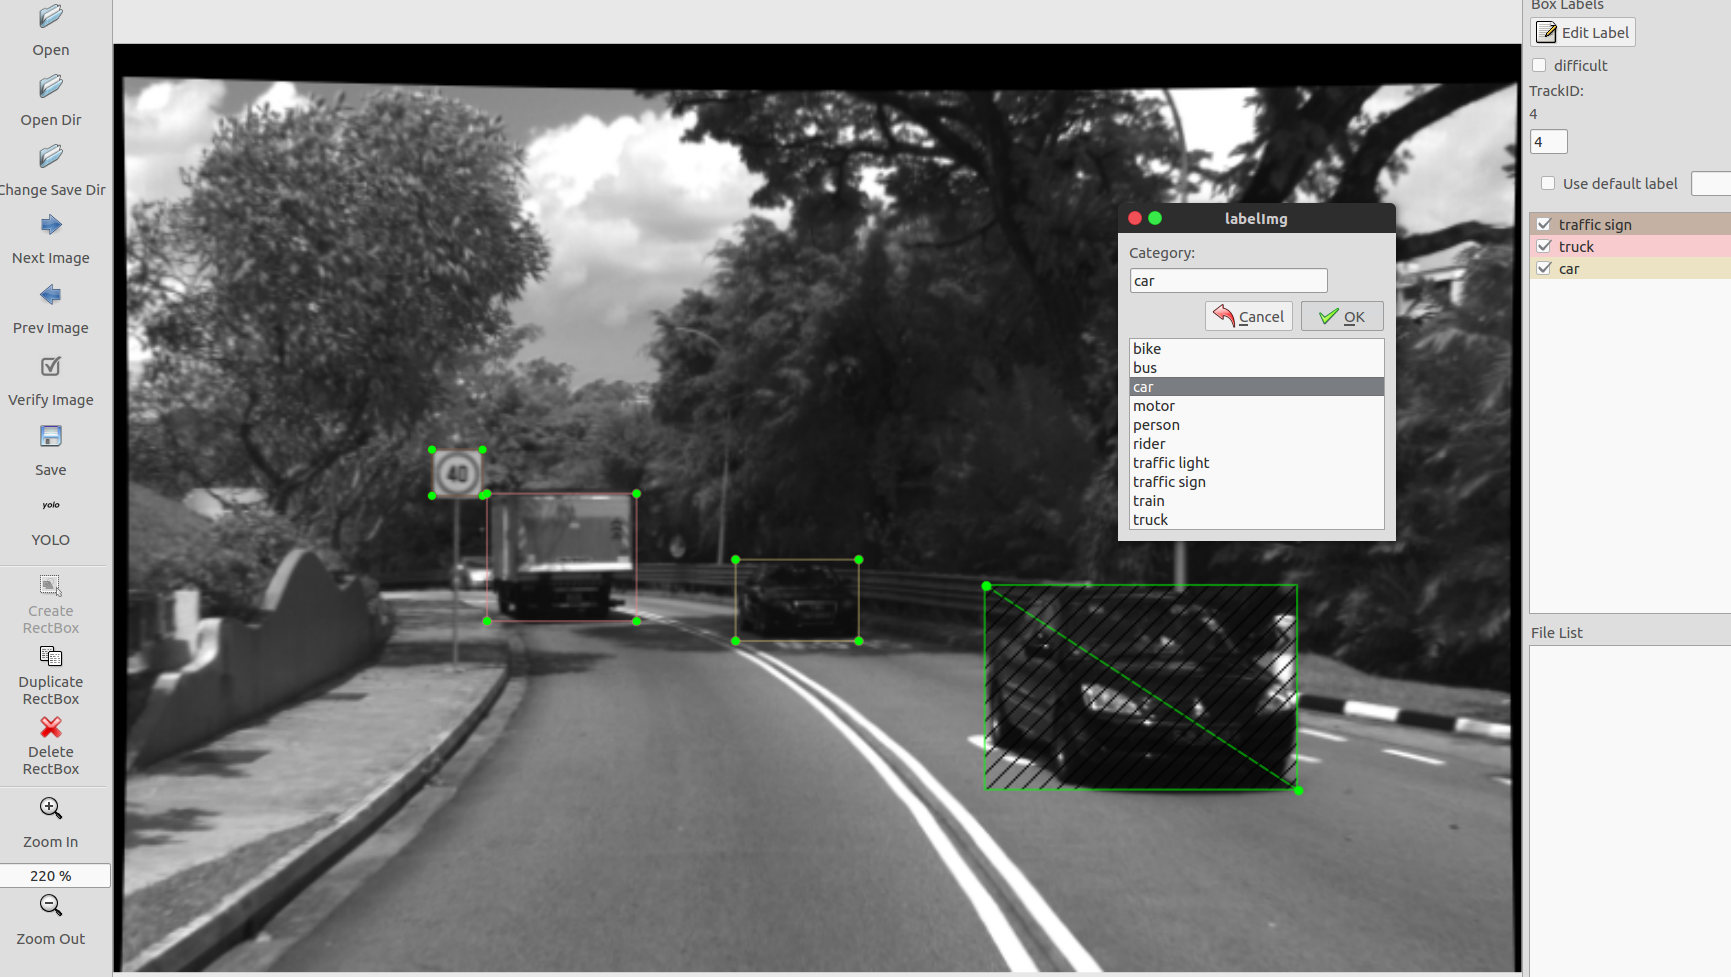 Open
Open Dir
Change Save Dir
Next Image
Prev Image
Verify Image
Save
yolo
YOLO
Create
RectBox
Duplicate
RectBox
Delete
RectBox
Zoom In
220 %
Zoom Out
40
labelImg
Category:
car
Cancel
OK
bike
bus
car
motor
person
rider
traffic light
traffic sign
train
truck
Box Labels
Edit Label
difficult
TrackID:
4
4
Use default label
traffic sign
truck
car
File List